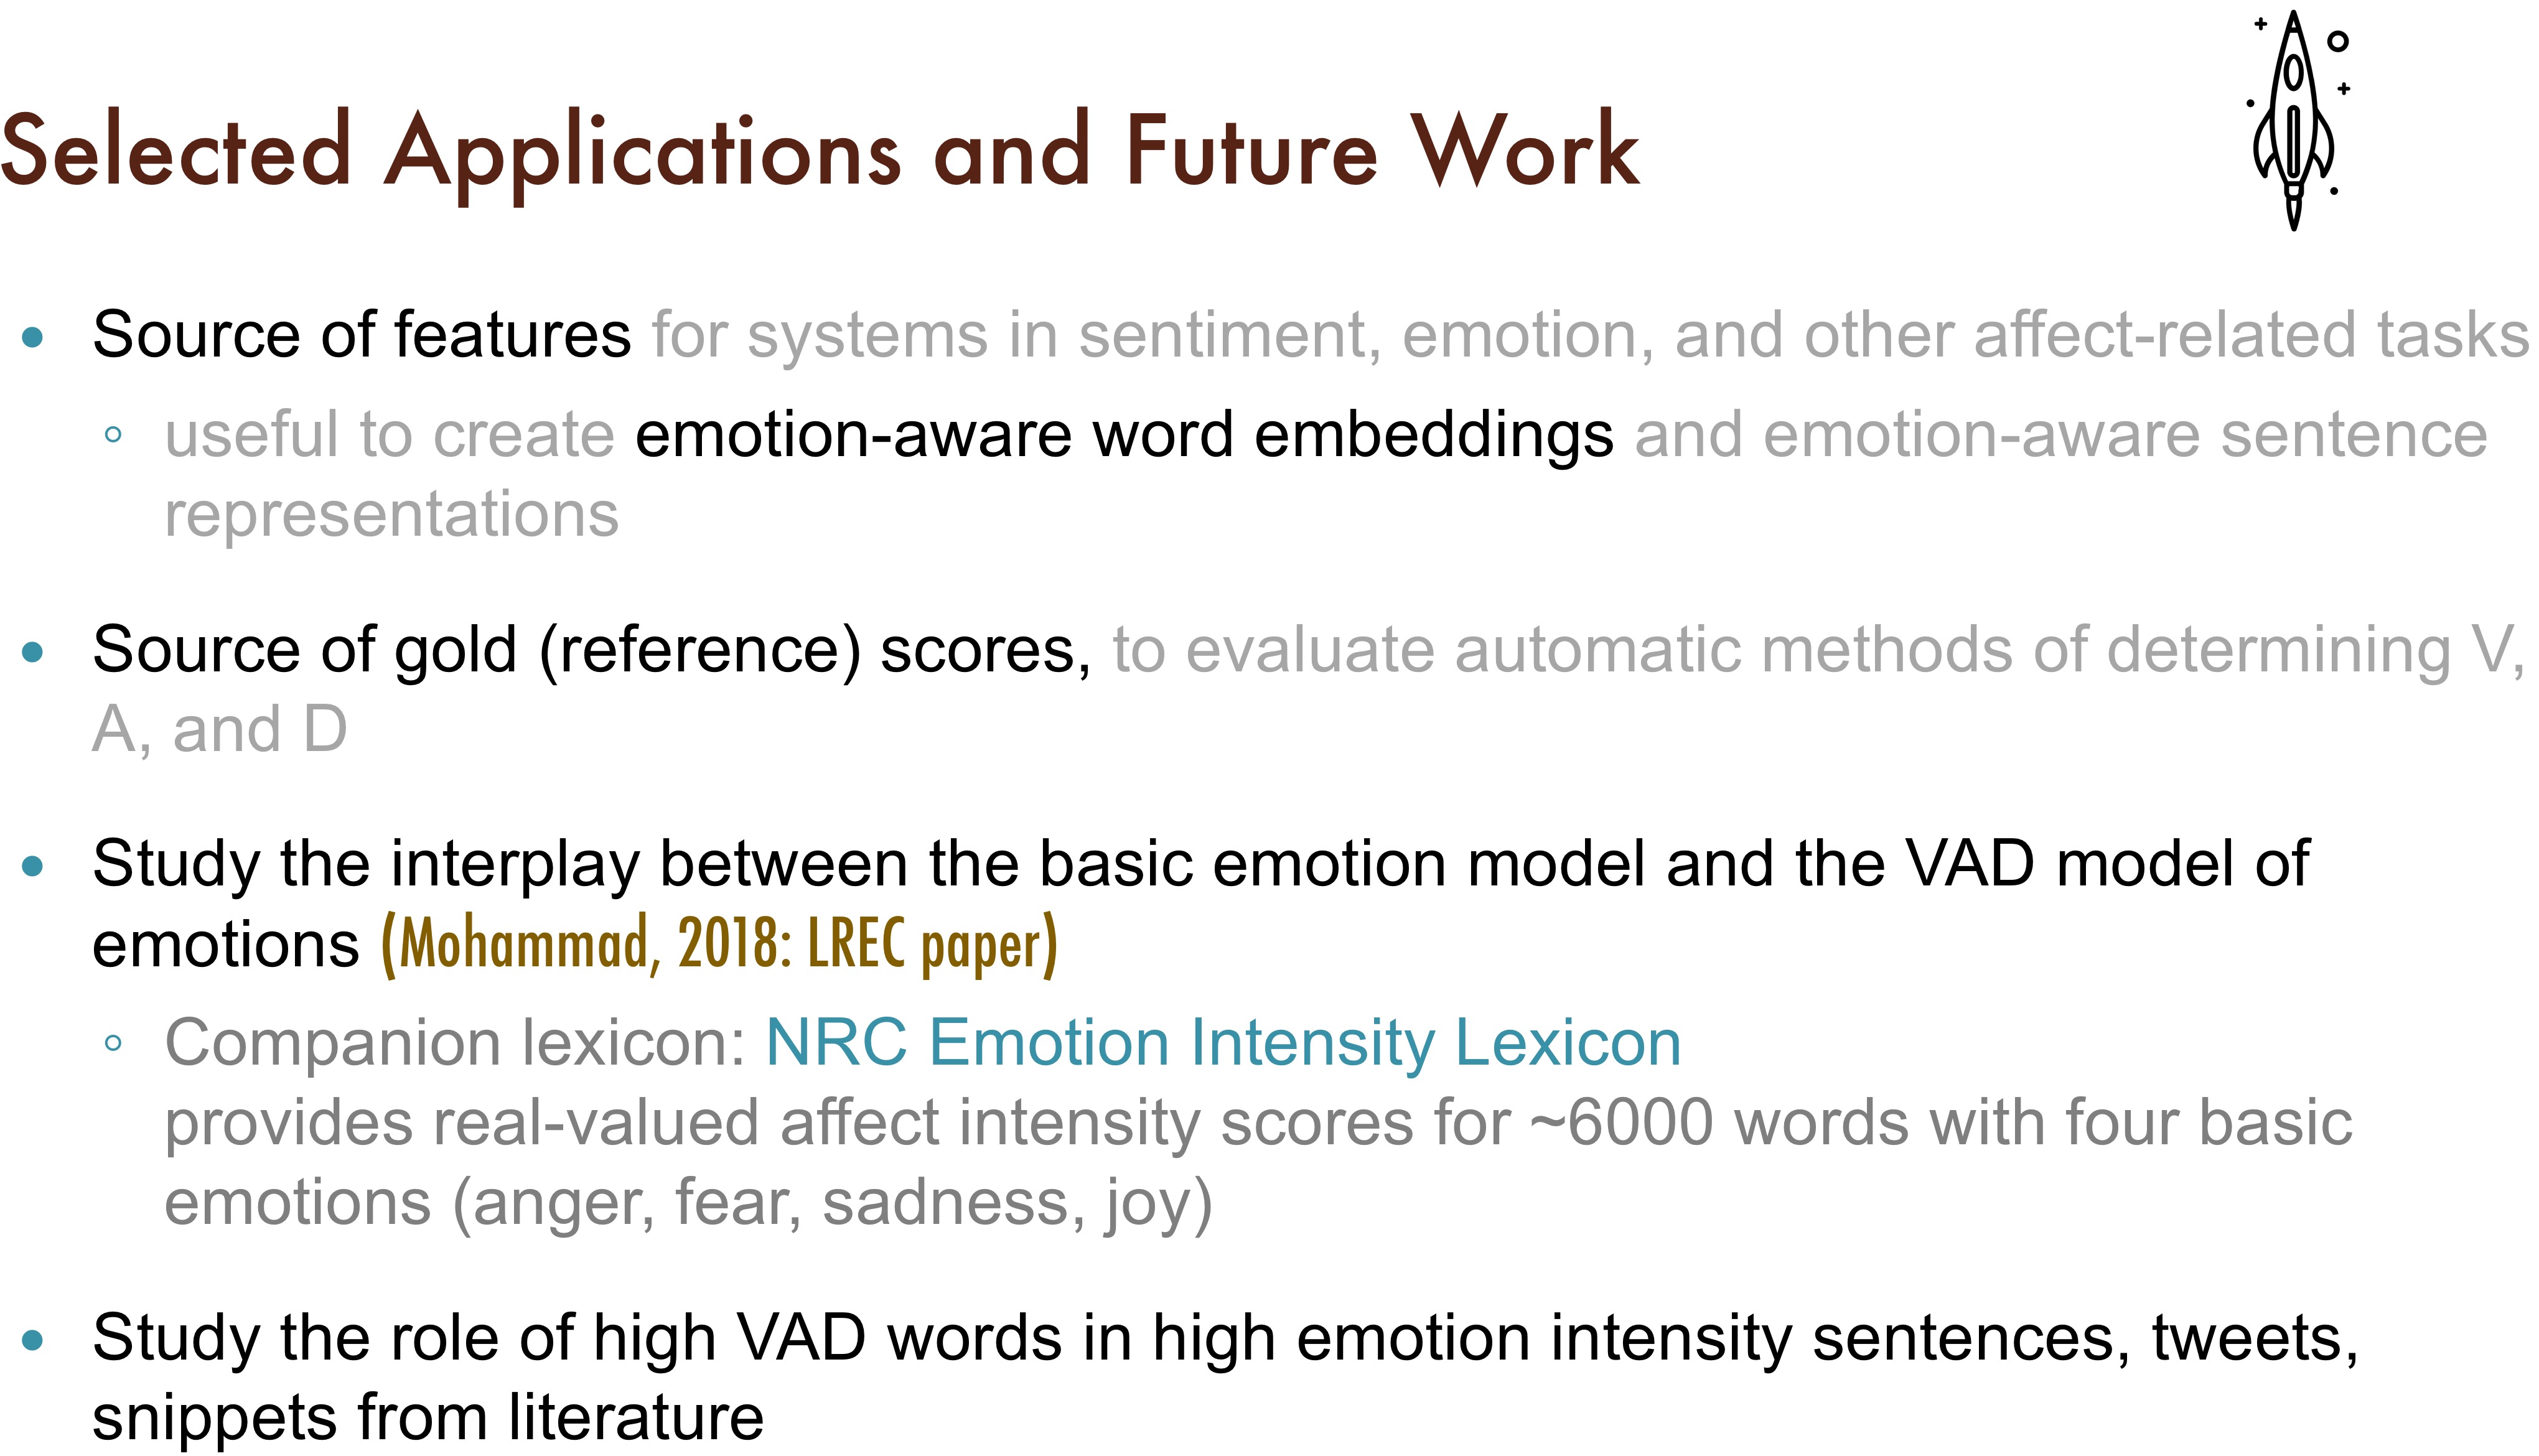 Selected Applications and Future Work
• Source of features for systems in sentiment, emotion, and other affect-related tasks
◦ useful to create emotion-aware word embeddings and emotion-aware sentence
representations
• Source of gold (reference) scores, to evaluate automatic methods of determining V,
A, and D
• Study the interplay between the basic emotion model and the VAD model of
emotions (Mohammad, 2018: LREC paper)
◦ Companion lexicon: NRC Emotion Intensity Lexicon
provides real-valued affect intensity scores for ~6000 words with four basic
emotions (anger, fear, sadness, joy)
• Study the role of high VAD words in high emotion intensity sentences, tweets,
snippets from literature